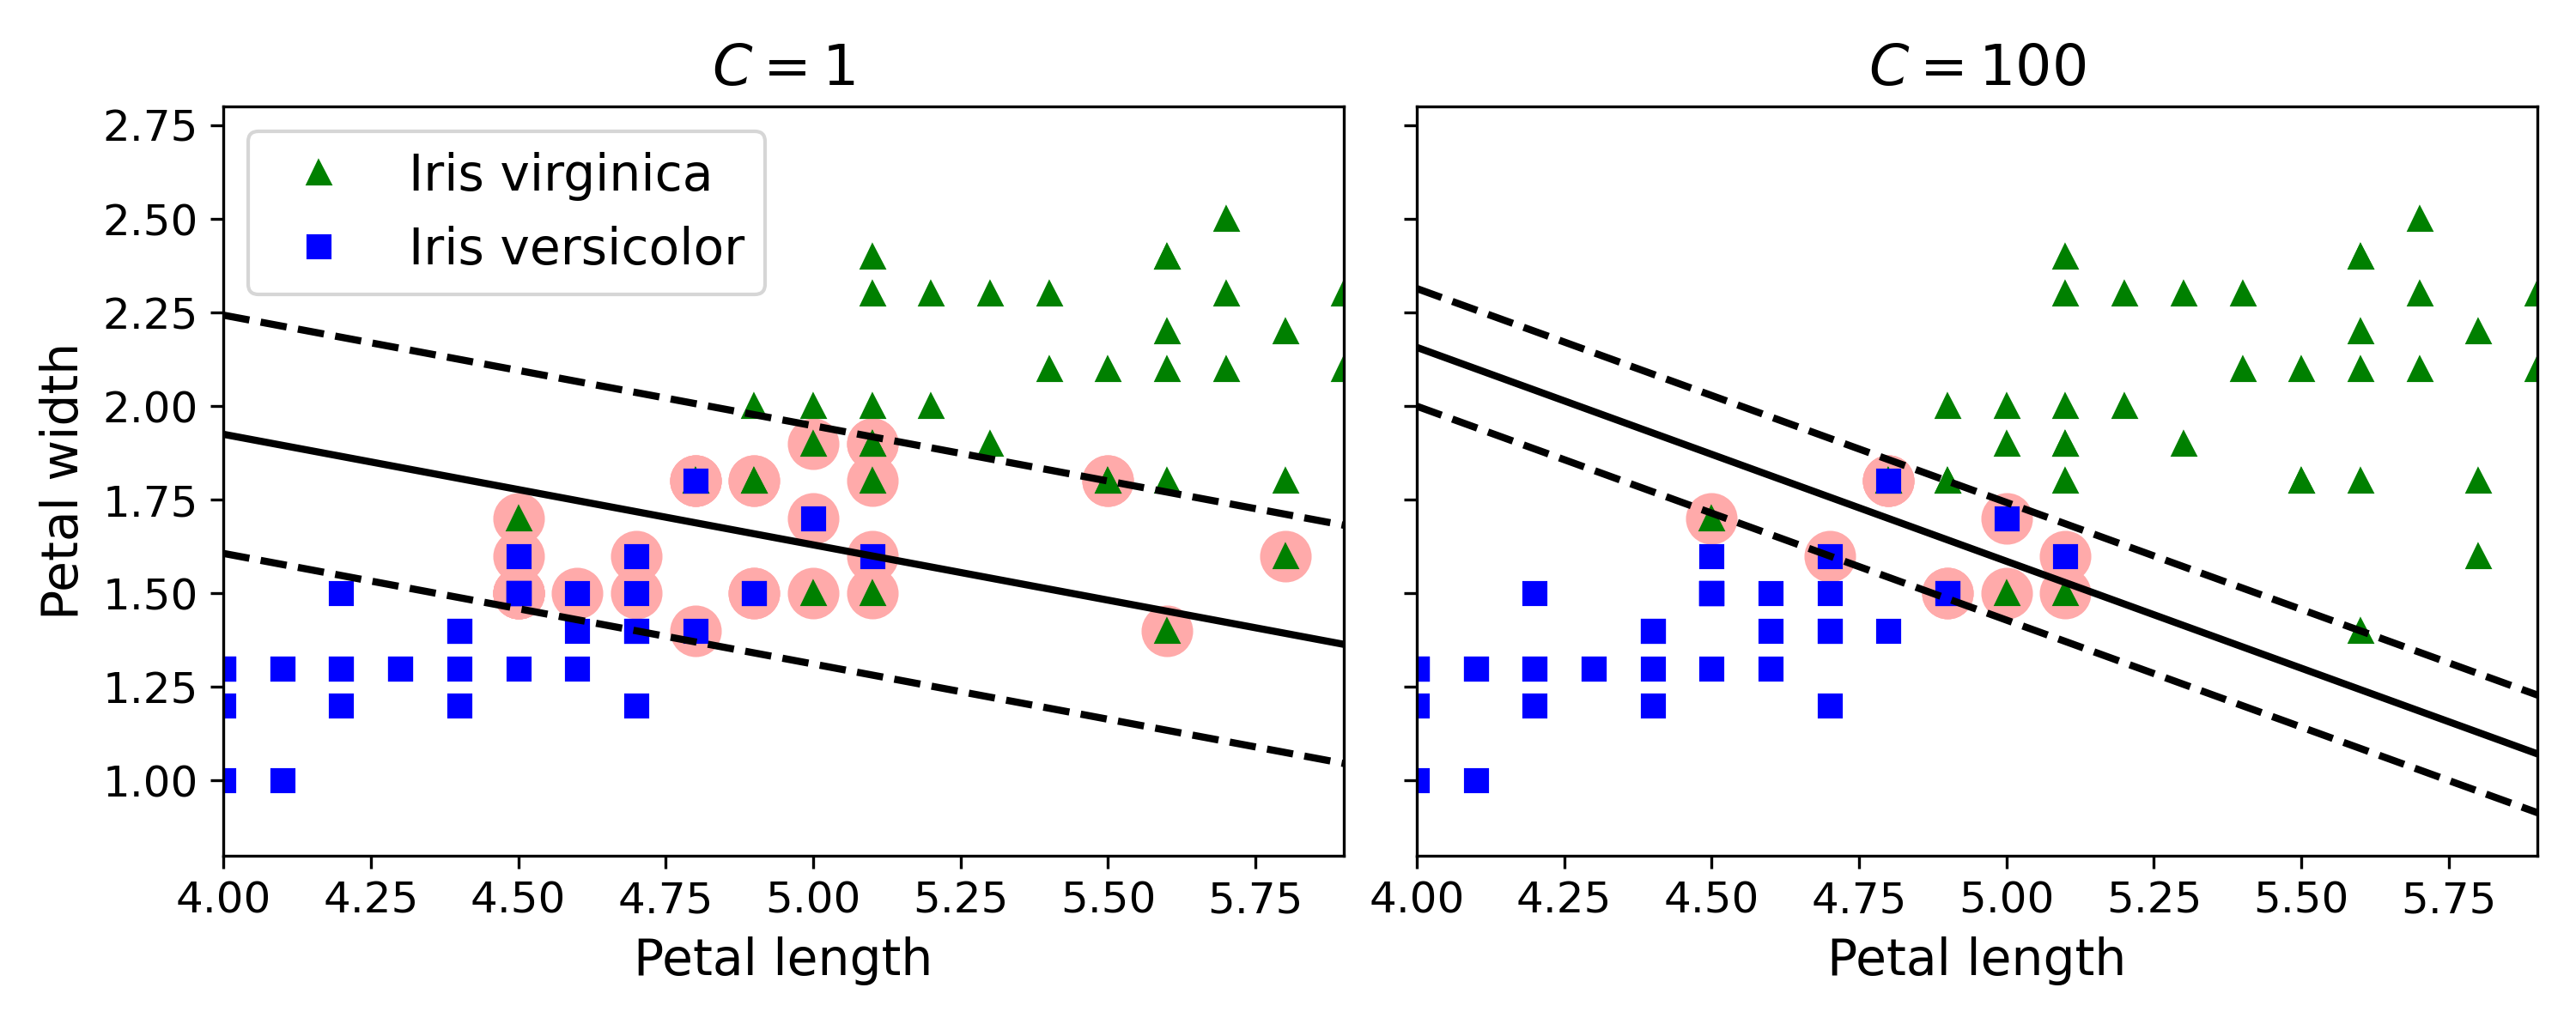 C = 1
C = 100
Iris virginica
Iris versicolor
Petal width
2.75
2.50
2.25
2.00
1.75
1.50
1.25
1.00
4.00 4.25 4.50 4.75 5.00 5.25 5.50 5.75
4.00 4.25 4.50 4.75 5.00 5.25 5.50 5.75
Petal length
Petal length